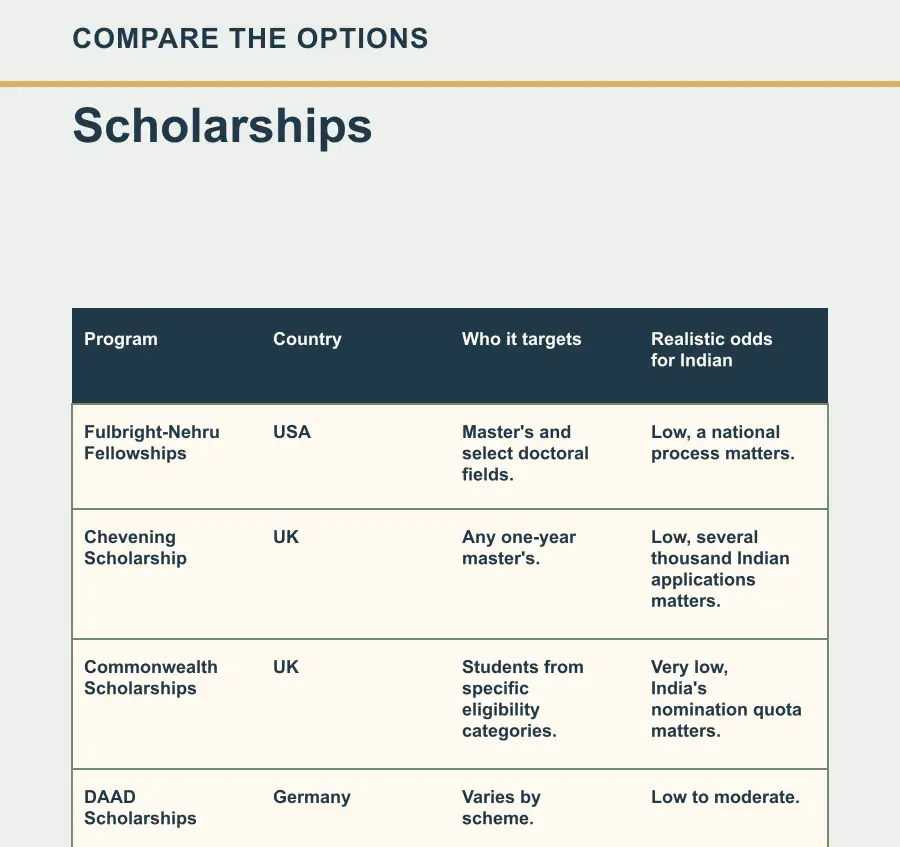 COMPARE THE OPTIONS
Scholarships
Program
Country
Who it targets
Realistic odds
for Indian
Fulbright-Nehru
Fellowships
USA
Master's and
select doctoral
fields.
Low, a national
process matters.
Chevening
Scholarship
UK
Any one-year
master's.
Low, several
thousand Indian
applications
matters.
Commonwealth
Scholarships
UK
Students from
specific
eligibility
categories.
Very low,
India's
nomination quota
matters.
DAAD
Scholarships
Germany
Varies by
scheme.
Low to moderate.